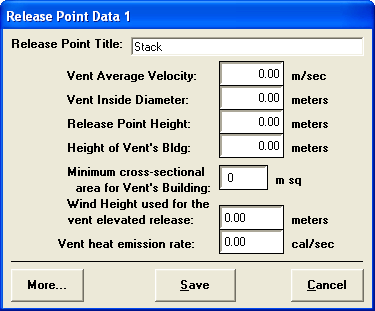 Release Point Data 1
Release Point Title: Stack
Vent Average Velocity: 0.00 m/sec
Vent Inside Diameter: 0.00 meters
Release Point Height: 0.00 meters
Height of Vent's Bldg: 0.00 meters
Minimum cross-sectional
area for Vent's Building: 0 m sq
Wind Height used for the
vent elevated release: 0.00 meters
Vent heat emission rate: 0.00 cal/sec
More... Save Cancel